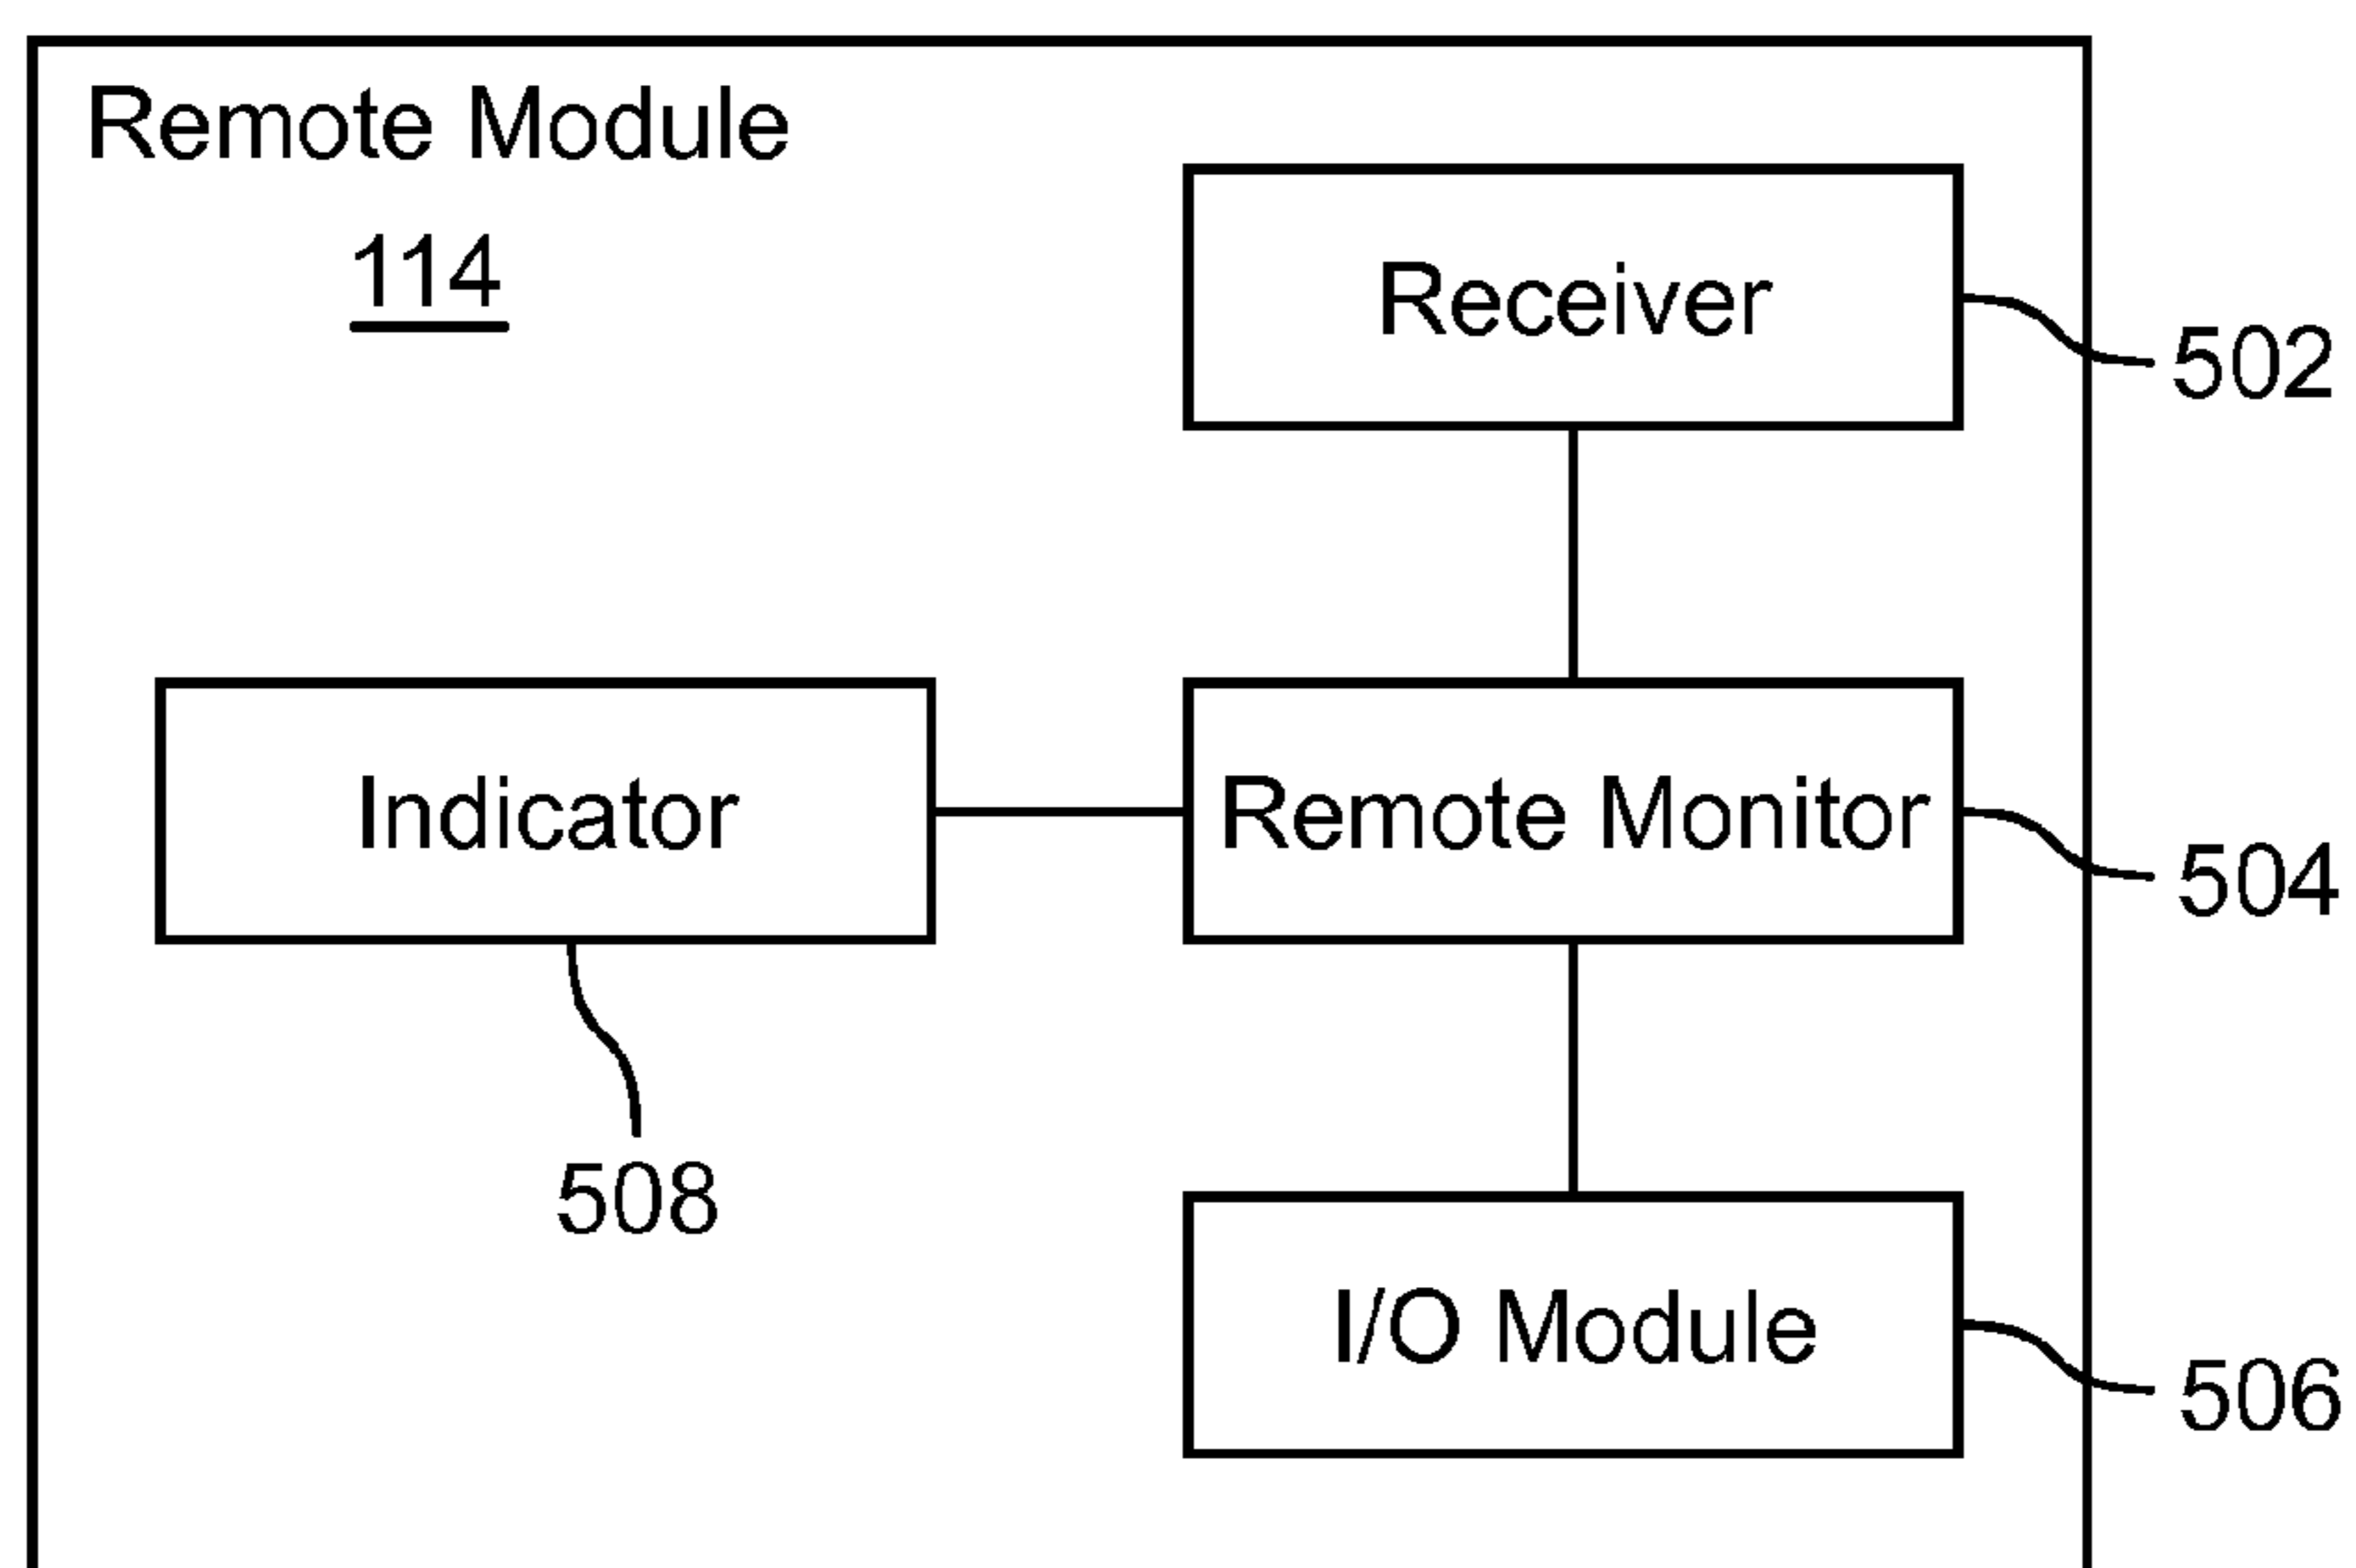 Remote Module
114
Receiver
502
Indicator
Remote Monitor
504
508
I/O Module
506